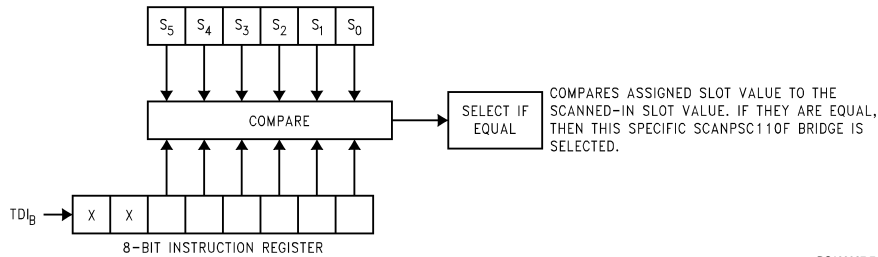 S5 S4 S3 S2 S1 S0
COMPARE
SELECT IF
EQUAL
COMPARES ASSIGNED SLOT VALUE TO THE
SCANNED-IN SLOT VALUE. IF THEY ARE EQUAL,
THEN THIS SPECIFIC SCANPSC110F BRIDGE IS
SELECTED.
TDIB X X
8-BIT INSTRUCTION REGISTER